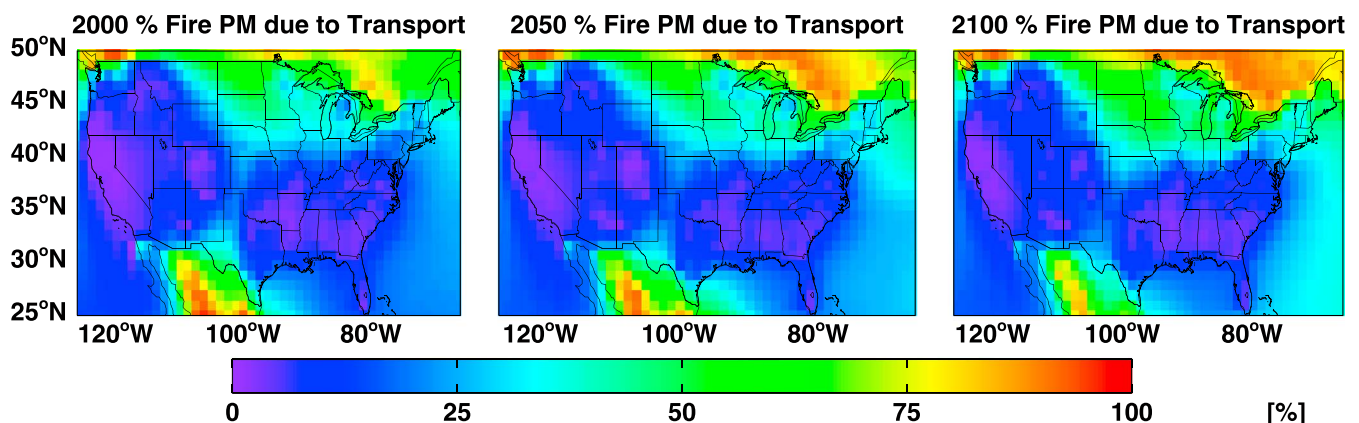 2000 % Fire PM due to Transport 2050 % Fire PM due to Transport 2100 % Fire PM due to Transport
50°N
45°N
40°N
35°N
30°N
25°N
120°W 100°W 80°W 120°W 100°W 80°W 120°W 100°W 80°W
0 25 50 75 100 [%]